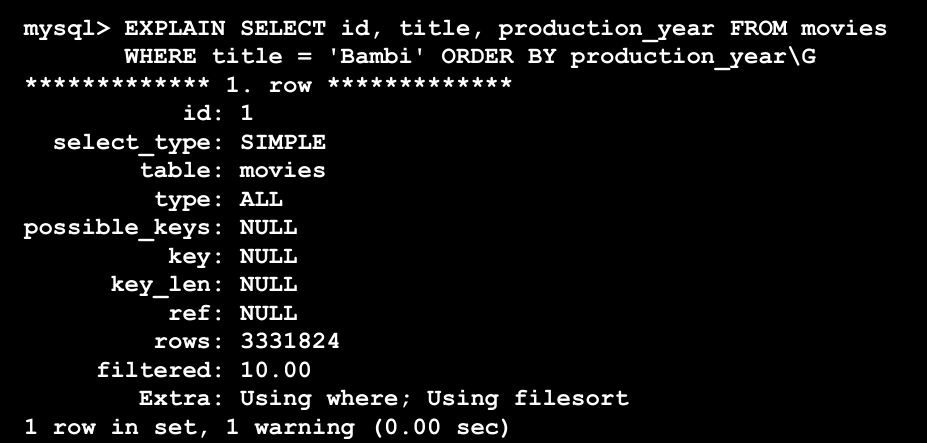 mysql> EXPLAIN SELECT id, title, production_year FROM movies
       WHERE title = 'Bambi' ORDER BY production_year\G
************* 1. row *************
           id: 1
  select_type: SIMPLE
        table: movies
         type: ALL
possible_keys: NULL
          key: NULL
      key_len: NULL
          ref: NULL
         rows: 3331824
     filtered: 10.00
        Extra: Using where; Using filesort
1 row in set, 1 warning (0.00 sec)